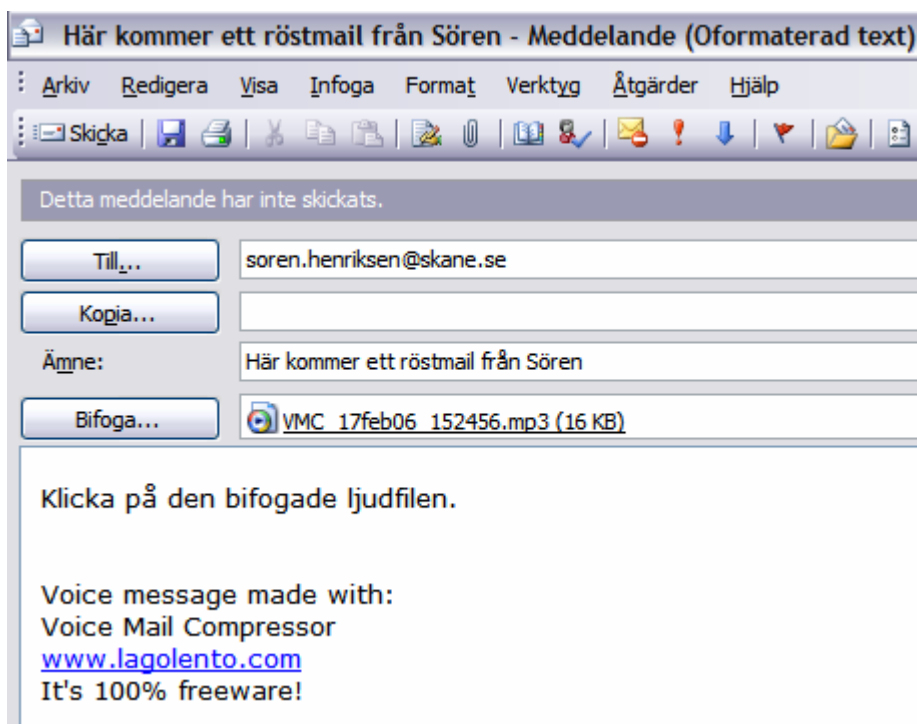 Här kommer ett röstmail från Sören - Meddelande (Oformaterad text)
Arkiv Redigera Visa Infoga Format Verktyg Åtgärder Hjälp
Skicka
Detta meddelande har inte skickats.
Till... soren.henriksen@skane.se
Kopia...
Ämne: Här kommer ett röstmail från Sören
Bifoga... VMC_17feb06_152456.mp3 (16 KB)
Klicka på den bifogade ljudfilen.
Voice message made with:
Voice Mail Compressor
www.lagolento.com
It's 100% freeware!